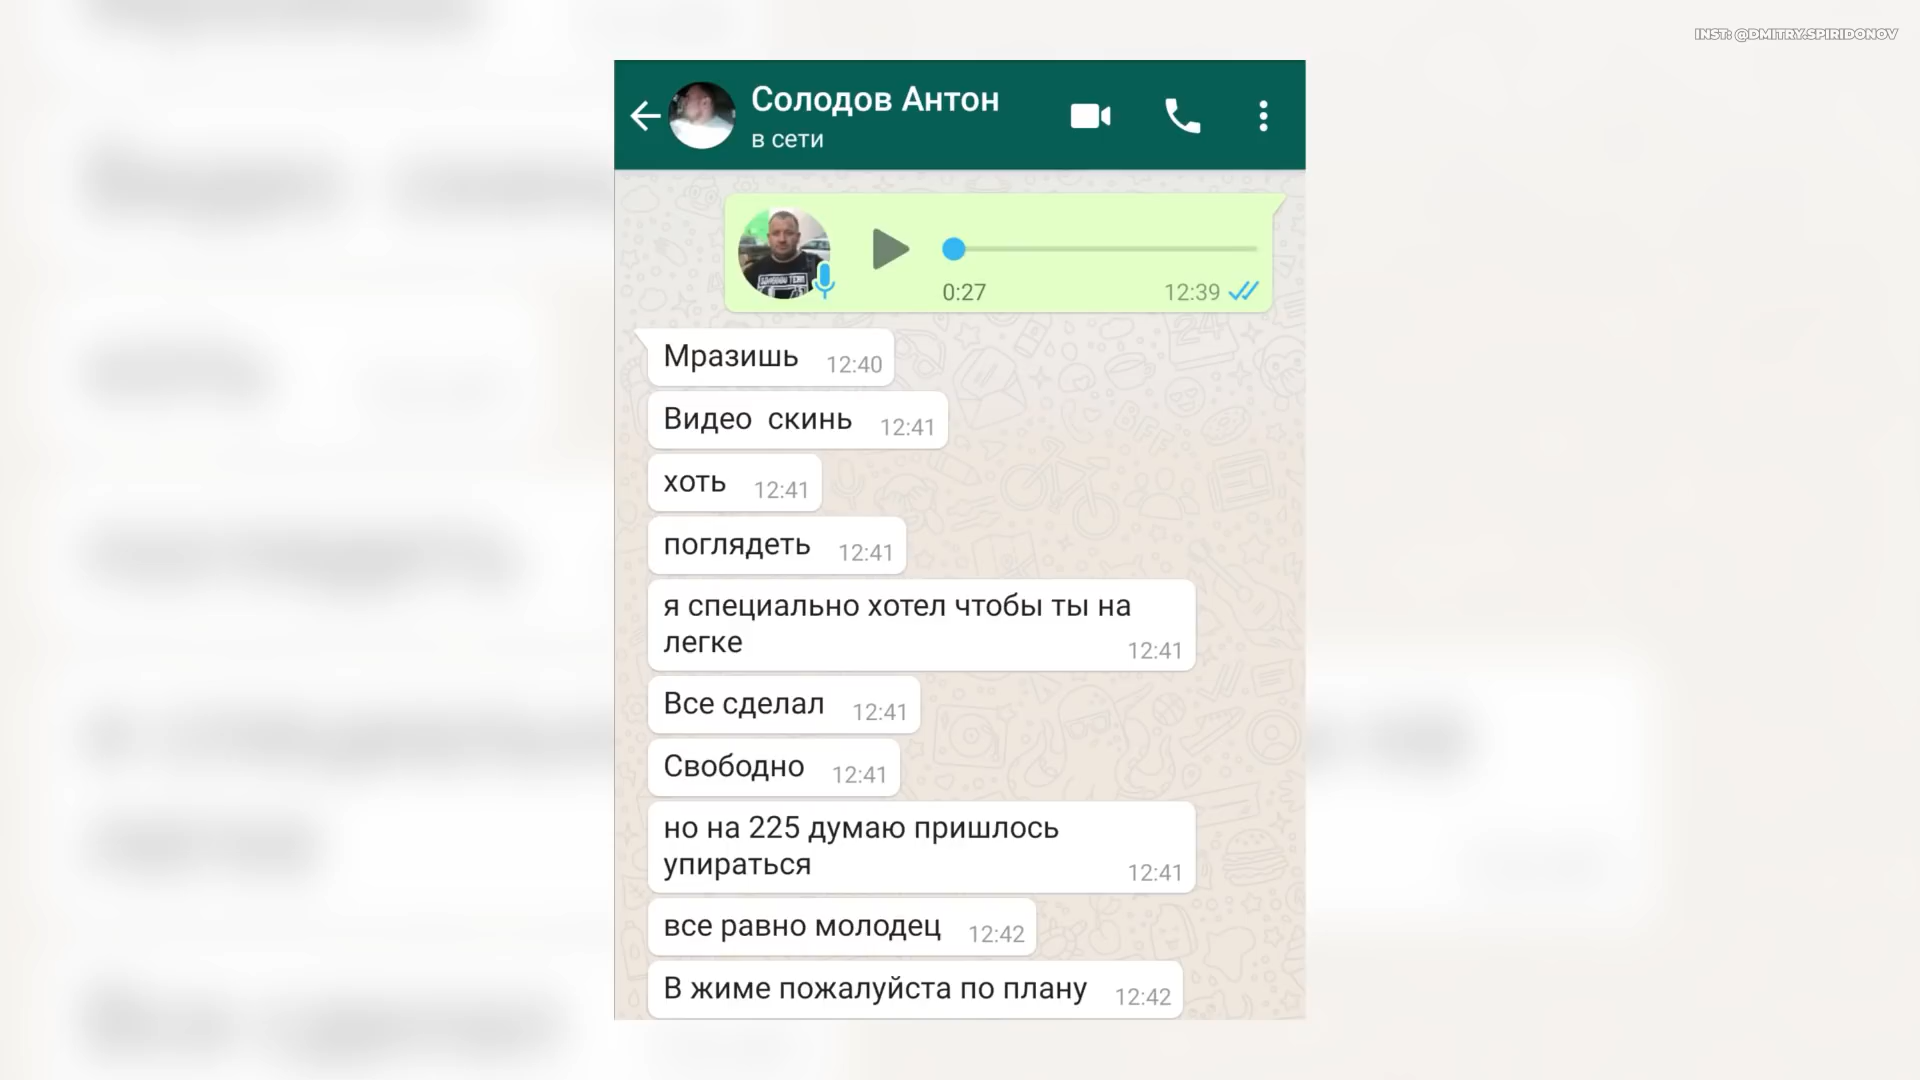 INST: @DMITRY.SPIRIDONOV
Солодов Антон
в сети
0:27
12:39
Мразишь 12:40
Видео скинь 12:41
хоть 12:41
поглядеть 12:41
я специально хотел чтобы ты на
легке 12:41
Все сделал 12:41
Свободно 12:41
но на 225 думаю пришлось
упираться 12:41
все равно молодец 12:42
В жиме пожалуйста по плану 12:42